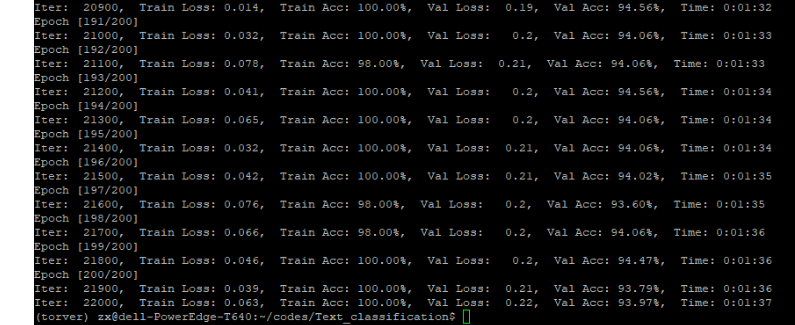 Iter:  20900,  Train Loss: 0.014,  Train Acc: 100.00%,  Val Loss:  0.19,  Val Acc: 94.56%,  Time: 0:01:32
Epoch [191/200]
Iter:  21000,  Train Loss: 0.032,  Train Acc: 100.00%,  Val Loss:   0.2,  Val Acc: 94.06%,  Time: 0:01:33
Epoch [192/200]
Iter:  21100,  Train Loss: 0.078,  Train Acc: 98.00%,  Val Loss:  0.21,  Val Acc: 94.06%,  Time: 0:01:33
Epoch [193/200]
Iter:  21200,  Train Loss: 0.041,  Train Acc: 100.00%,  Val Loss:   0.2,  Val Acc: 94.56%,  Time: 0:01:34
Epoch [194/200]
Iter:  21300,  Train Loss: 0.065,  Train Acc: 100.00%,  Val Loss:   0.2,  Val Acc: 94.06%,  Time: 0:01:34
Epoch [195/200]
Iter:  21400,  Train Loss: 0.032,  Train Acc: 100.00%,  Val Loss:  0.21,  Val Acc: 94.06%,  Time: 0:01:34
Epoch [196/200]
Iter:  21500,  Train Loss: 0.042,  Train Acc: 100.00%,  Val Loss:  0.21,  Val Acc: 94.02%,  Time: 0:01:35
Epoch [197/200]
Iter:  21600,  Train Loss: 0.076,  Train Acc: 98.00%,  Val Loss:   0.2,  Val Acc: 93.60%,  Time: 0:01:35
Epoch [198/200]
Iter:  21700,  Train Loss: 0.066,  Train Acc: 98.00%,  Val Loss:   0.2,  Val Acc: 94.06%,  Time: 0:01:36
Epoch [199/200]
Iter:  21800,  Train Loss: 0.046,  Train Acc: 100.00%,  Val Loss:   0.2,  Val Acc: 94.47%,  Time: 0:01:36
Epoch [200/200]
Iter:  21900,  Train Loss: 0.039,  Train Acc: 100.00%,  Val Loss:  0.21,  Val Acc: 93.79%,  Time: 0:01:36
Iter:  22000,  Train Loss: 0.063,  Train Acc: 100.00%,  Val Loss:  0.22,  Val Acc: 93.97%,  Time: 0:01:37
(torver) zx@dell-PowerEdge-T640:~/codes/Text_classification$